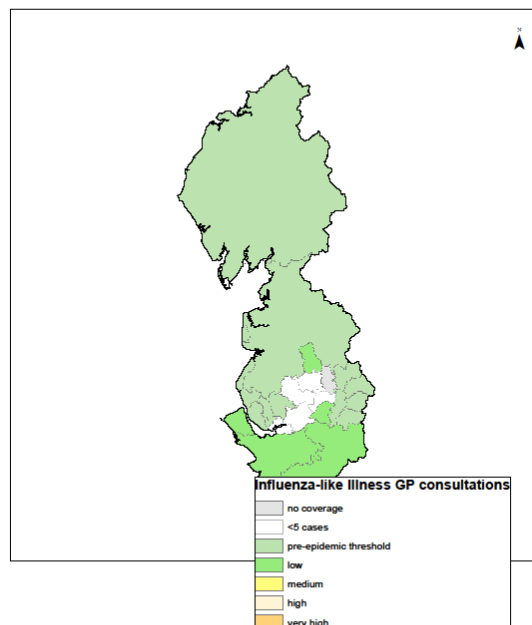 N
Influenza-like Illness GP consultations
no coverage
<5 cases
pre-epidemic threshold
low
medium
high
very high